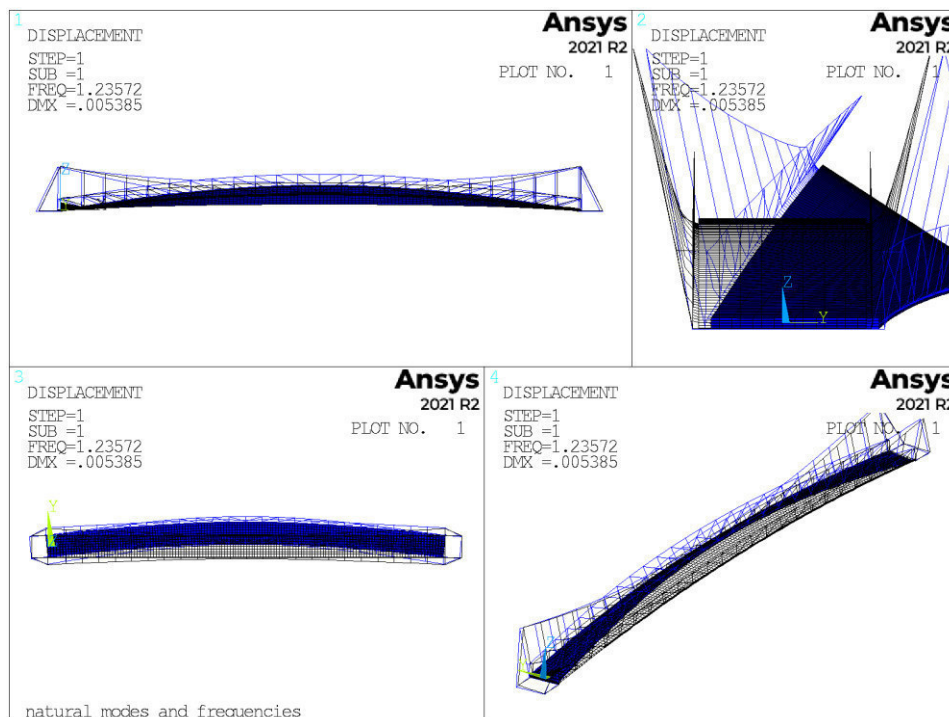 1
DISPLACEMENT
STEP=1
SUB =1
FREQ=1.23572
DMX =.005385
Ansys
2021 R2
PLOT NO. 1
Z
2
DISPLACEMENT
STEP=1
SUB =1
FREQ=1.23572
DMX =.005385
Ansys
2021 R2
PLOT NO. 1
Z
Y
3
DISPLACEMENT
STEP=1
SUB =1
FREQ=1.23572
DMX =.005385
Ansys
2021 R2
PLOT NO. 1
Y
natural modes and frequencies
4
DISPLACEMENT
STEP=1
SUB =1
FREQ=1.23572
DMX =.005385
Ansys
2021 R2
PLOT NO. 1
Z